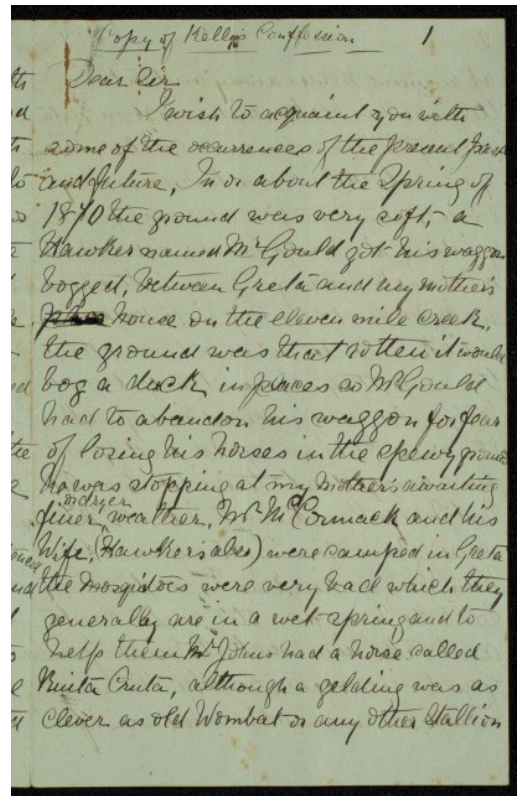 Copy of Kellys Conffession 1
Dear Sir
I wish to acquaint you with
some of the occurrences of the present past
and future, In or about the Spring of
1870 the ground was very soft, a
Hawker named Mr Gould got his waggon
bogged, between Greta and my mother's
house on the eleven mile creek,
the ground was that rotten it would
bog a duck in places so Mr Gould
had to abandon his waggon for fear
of losing his horses in the spewy ground
he was stopping at my Mother's awaiting
finer or dryer weather, Mr McCormack and his
Wife, (Hawkers also) were camped in Greta
the mosquitoes were very bad which they
generally are in a wet spring and to
help them Mr Johns had a horse called
Ruita Cruta, although a gelding was as
clever as old Wombat or any other Stallion